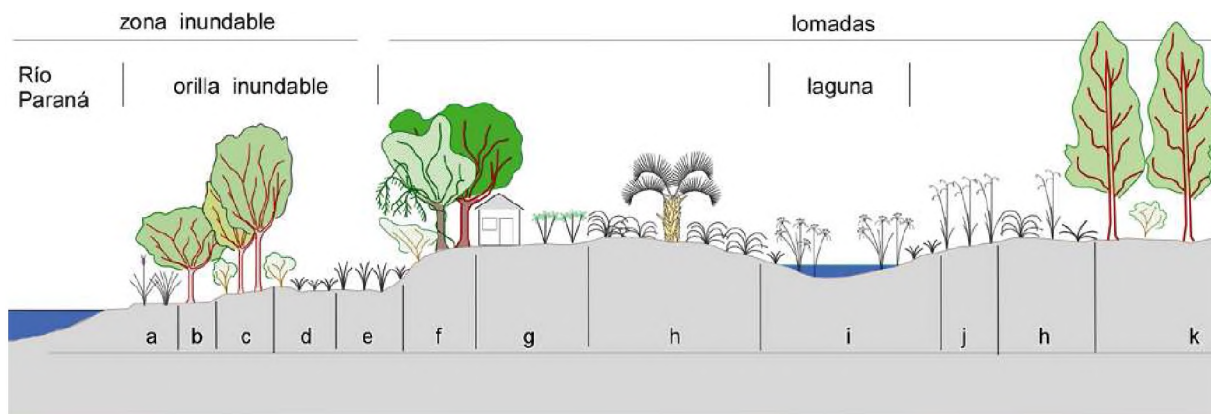 zona inundable
lomadas
Río
Paraná
orilla inundable
laguna
a b c d e f g h i j h k